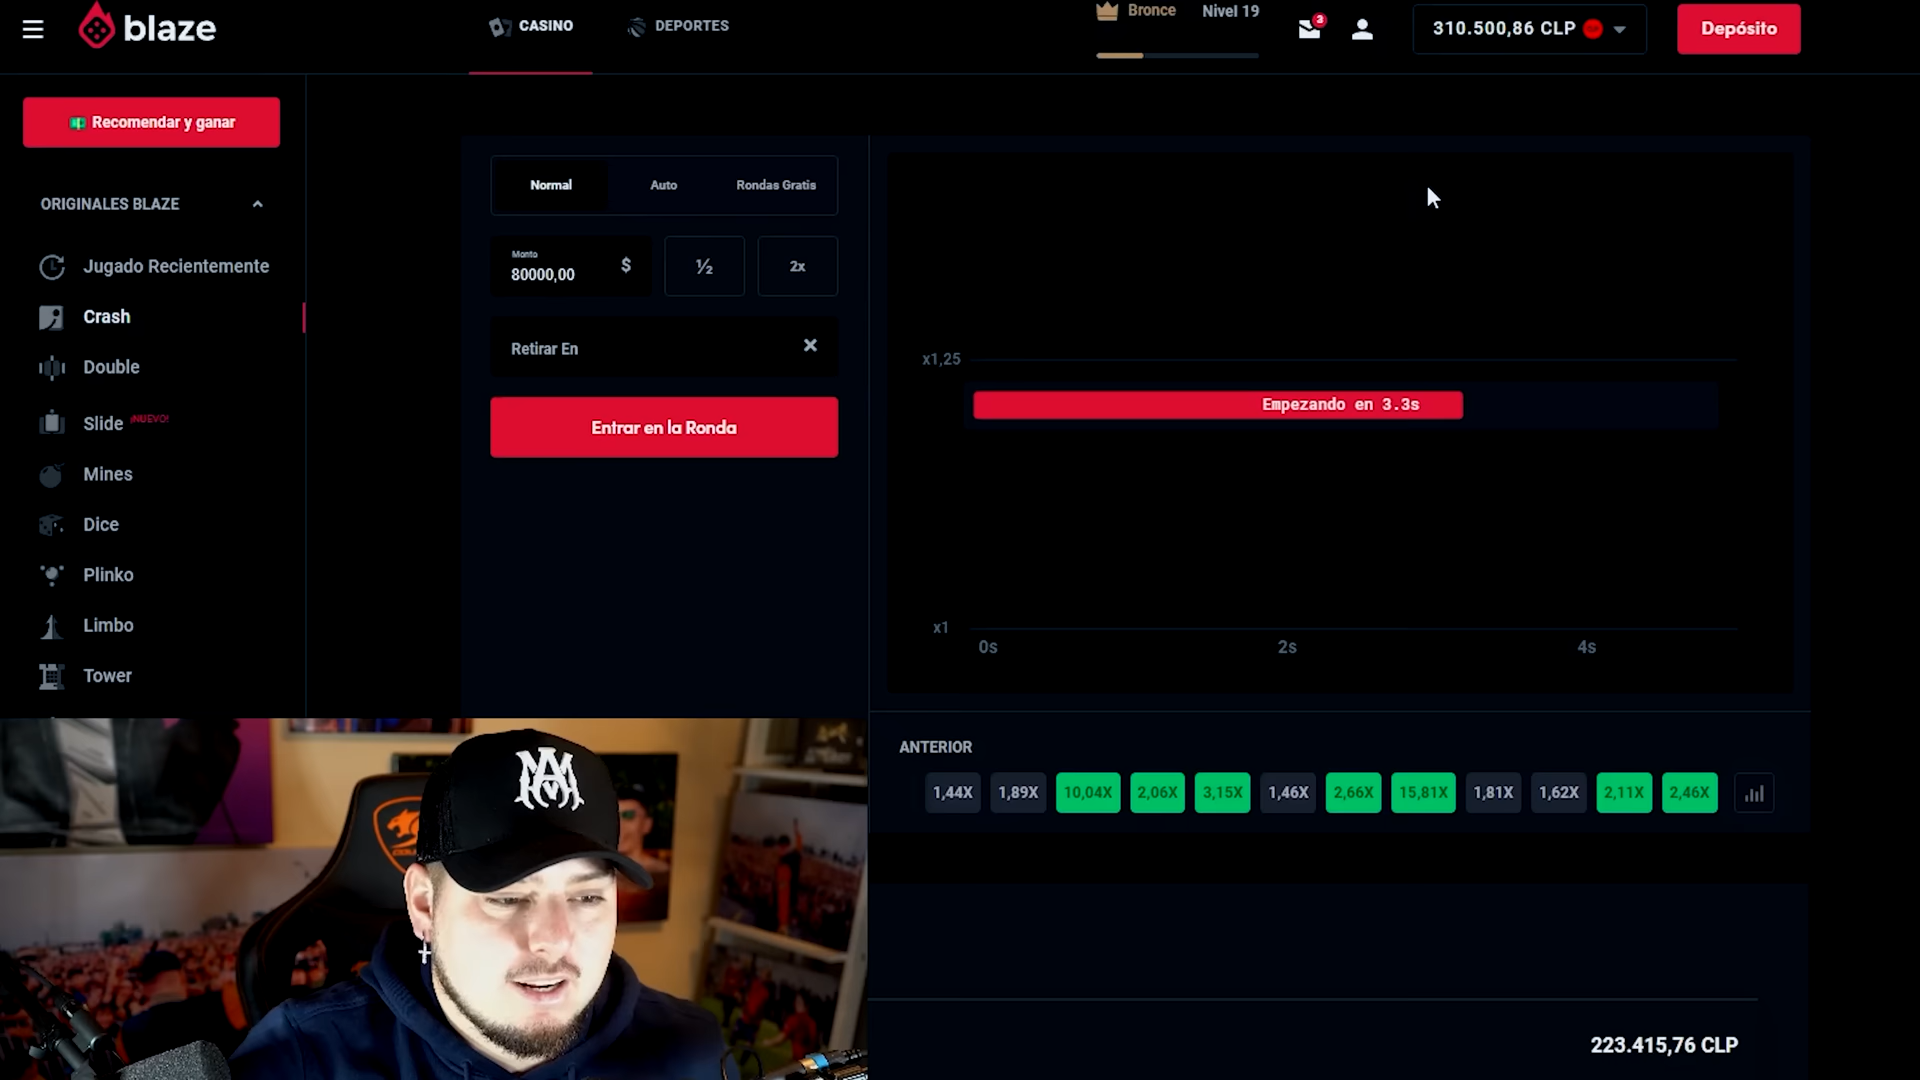 blaze
CASINO
DEPORTES
Bronce
Nivel 19
3
310.500,86 CLP
Depósito
Recomendar y ganar
ORIGINALES BLAZE
Jugado Recientemente
Crash
Double
Slide ¡NUEVO!
Mines
Dice
Plinko
Limbo
Tower
Normal
Auto
Rondas Gratis
Monto
80000,00
$
½
2x
Retirar En
Entrar en la Ronda
x1,25
Empezando en 3.3s
x1
0s
2s
4s
ANTERIOR
1,44X
1,89X
10,04X
2,06X
3,15X
1,46X
2,66X
15,81X
1,81X
1,62X
2,11X
2,46X
223.415,76 CLP
MA